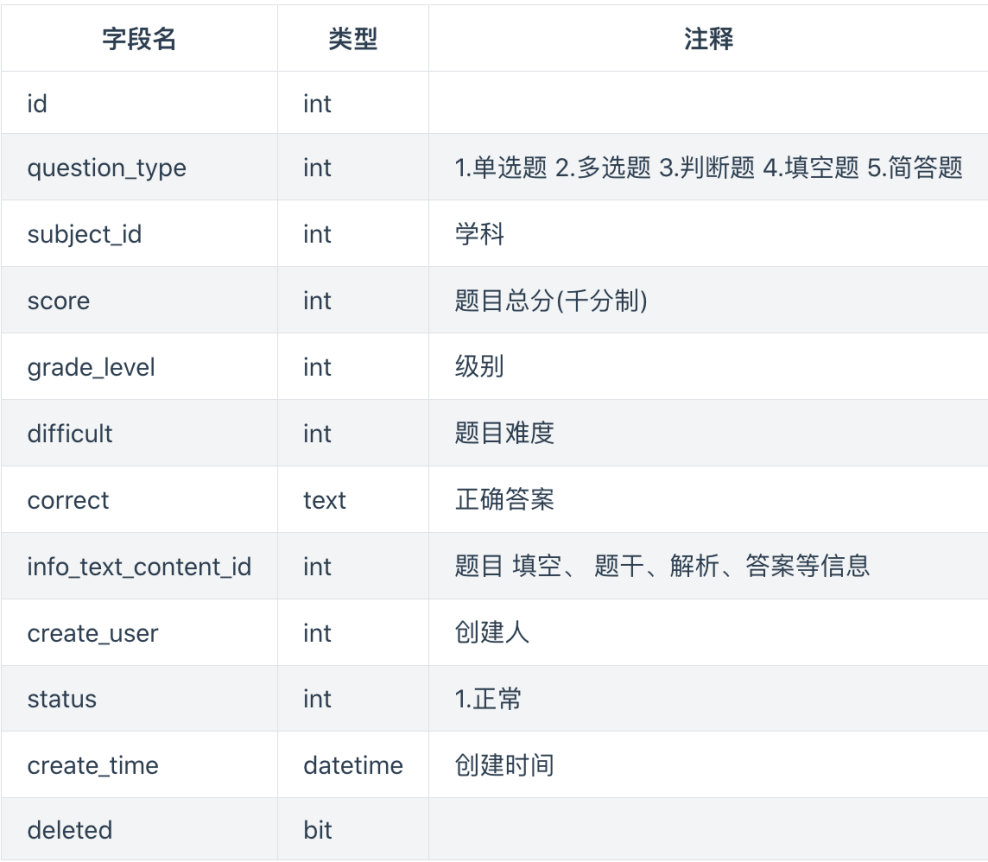 字段名 类型 注释
id int
question_type int 1.单选题 2.多选题 3.判断题 4.填空题 5.简答题
subject_id int 学科
score int 题目总分(千分制)
grade_level int 级别
difficult int 题目难度
correct text 正确答案
info_text_content_id int 题目 填空、 题干、解析、答案等信息
create_user int 创建人
status int 1.正常
create_time datetime 创建时间
deleted bit